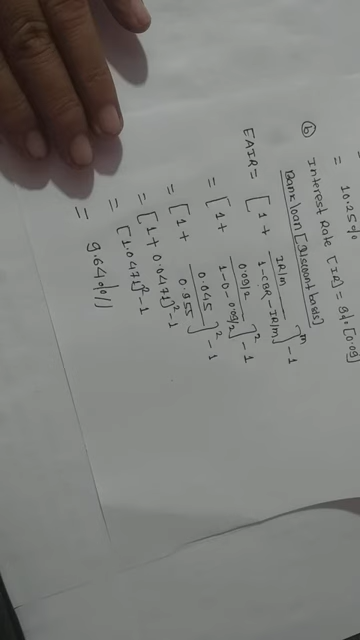 = 10.25%
(b) Interest Rate [IR] = 9% [0.09]
Bank loan [discount basis]
EAIR = [1 + IR/m / 1-CBR-IR/m]^m - 1
= [1 + 0.09/2 / 1-0-0.09/2]^2 - 1
= [1 + 0.045 / 0.955]^2 - 1
= [1 + 0.0471]^2 - 1
= [1.0471]^2 - 1
= 9.64%//